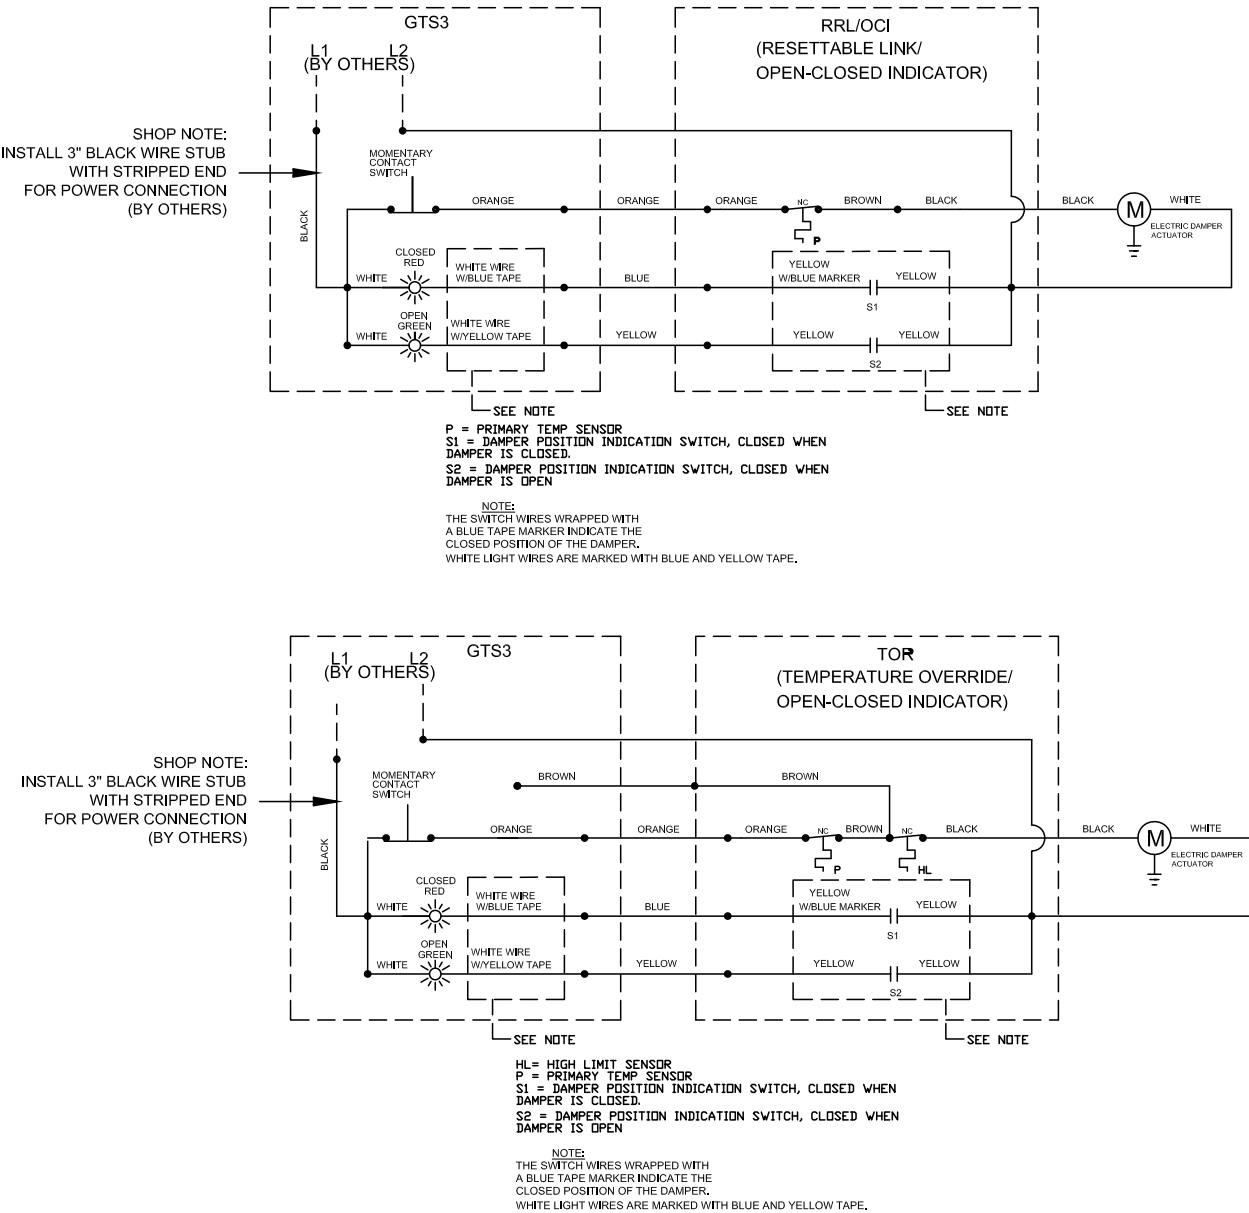 GTS3
L1 L2
(BY OTHERS)
RRL/OCI
(RESETTABLE LINK/
OPEN-CLOSED INDICATOR)
SHOP NOTE:
INSTALL 3" BLACK WIRE STUB
WITH STRIPPED END
FOR POWER CONNECTION
(BY OTHERS)
MOMENTARY
CONTACT
SWITCH
BLACK
ORANGE ORANGE ORANGE NC BROWN BLACK BLACK M WHITE
P
ELECTRIC DAMPER
ACTUATOR
CLOSED
RED
WHITE
WHITE WIRE
W/BLUE TAPE
BLUE
YELLOW
W/BLUE MARKER
YELLOW
S1
OPEN
GREEN
WHITE
WHITE WIRE
W/YELLOW TAPE
YELLOW YELLOW YELLOW
S2
SEE NOTE SEE NOTE
P = PRIMARY TEMP SENSOR
S1 = DAMPER POSITION INDICATION SWITCH, CLOSED WHEN
DAMPER IS CLOSED.
S2 = DAMPER POSITION INDICATION SWITCH, CLOSED WHEN
DAMPER IS OPEN
NOTE:
THE SWITCH WIRES WRAPPED WITH
A BLUE TAPE MARKER INDICATE THE
CLOSED POSITION OF THE DAMPER.
WHITE LIGHT WIRES ARE MARKED WITH BLUE AND YELLOW TAPE.
GTS3
L1 L2
(BY OTHERS)
TOR
(TEMPERATURE OVERRIDE/
OPEN-CLOSED INDICATOR)
SHOP NOTE:
INSTALL 3" BLACK WIRE STUB
WITH STRIPPED END
FOR POWER CONNECTION
(BY OTHERS)
MOMENTARY
CONTACT
SWITCH
BROWN BROWN
BLACK
ORANGE ORANGE ORANGE NC BROWN NC BLACK BLACK M WHITE
P HL
ELECTRIC DAMPER
ACTUATOR
CLOSED
RED
WHITE
WHITE WIRE
W/BLUE TAPE
BLUE
YELLOW
W/BLUE MARKER
YELLOW
S1
OPEN
GREEN
WHITE
WHITE WIRE
W/YELLOW TAPE
YELLOW YELLOW YELLOW
S2
SEE NOTE SEE NOTE
HL= HIGH LIMIT SENSOR
P = PRIMARY TEMP SENSOR
S1 = DAMPER POSITION INDICATION SWITCH, CLOSED WHEN
DAMPER IS CLOSED.
S2 = DAMPER POSITION INDICATION SWITCH, CLOSED WHEN
DAMPER IS OPEN
NOTE:
THE SWITCH WIRES WRAPPED WITH
A BLUE TAPE MARKER INDICATE THE
CLOSED POSITION OF THE DAMPER.
WHITE LIGHT WIRES ARE MARKED WITH BLUE AND YELLOW TAPE.